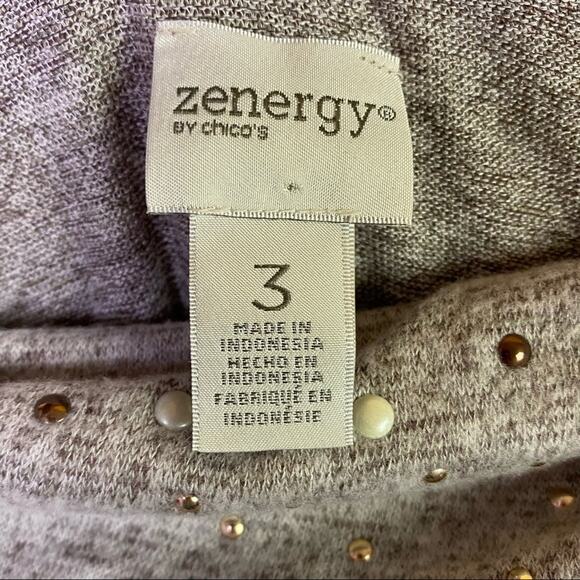 zenergy®
BY chico's
3
MADE IN
INDONESIA
HECHO EN
INDONESIA
FABRIQUÉ EN
INDONÉSIE